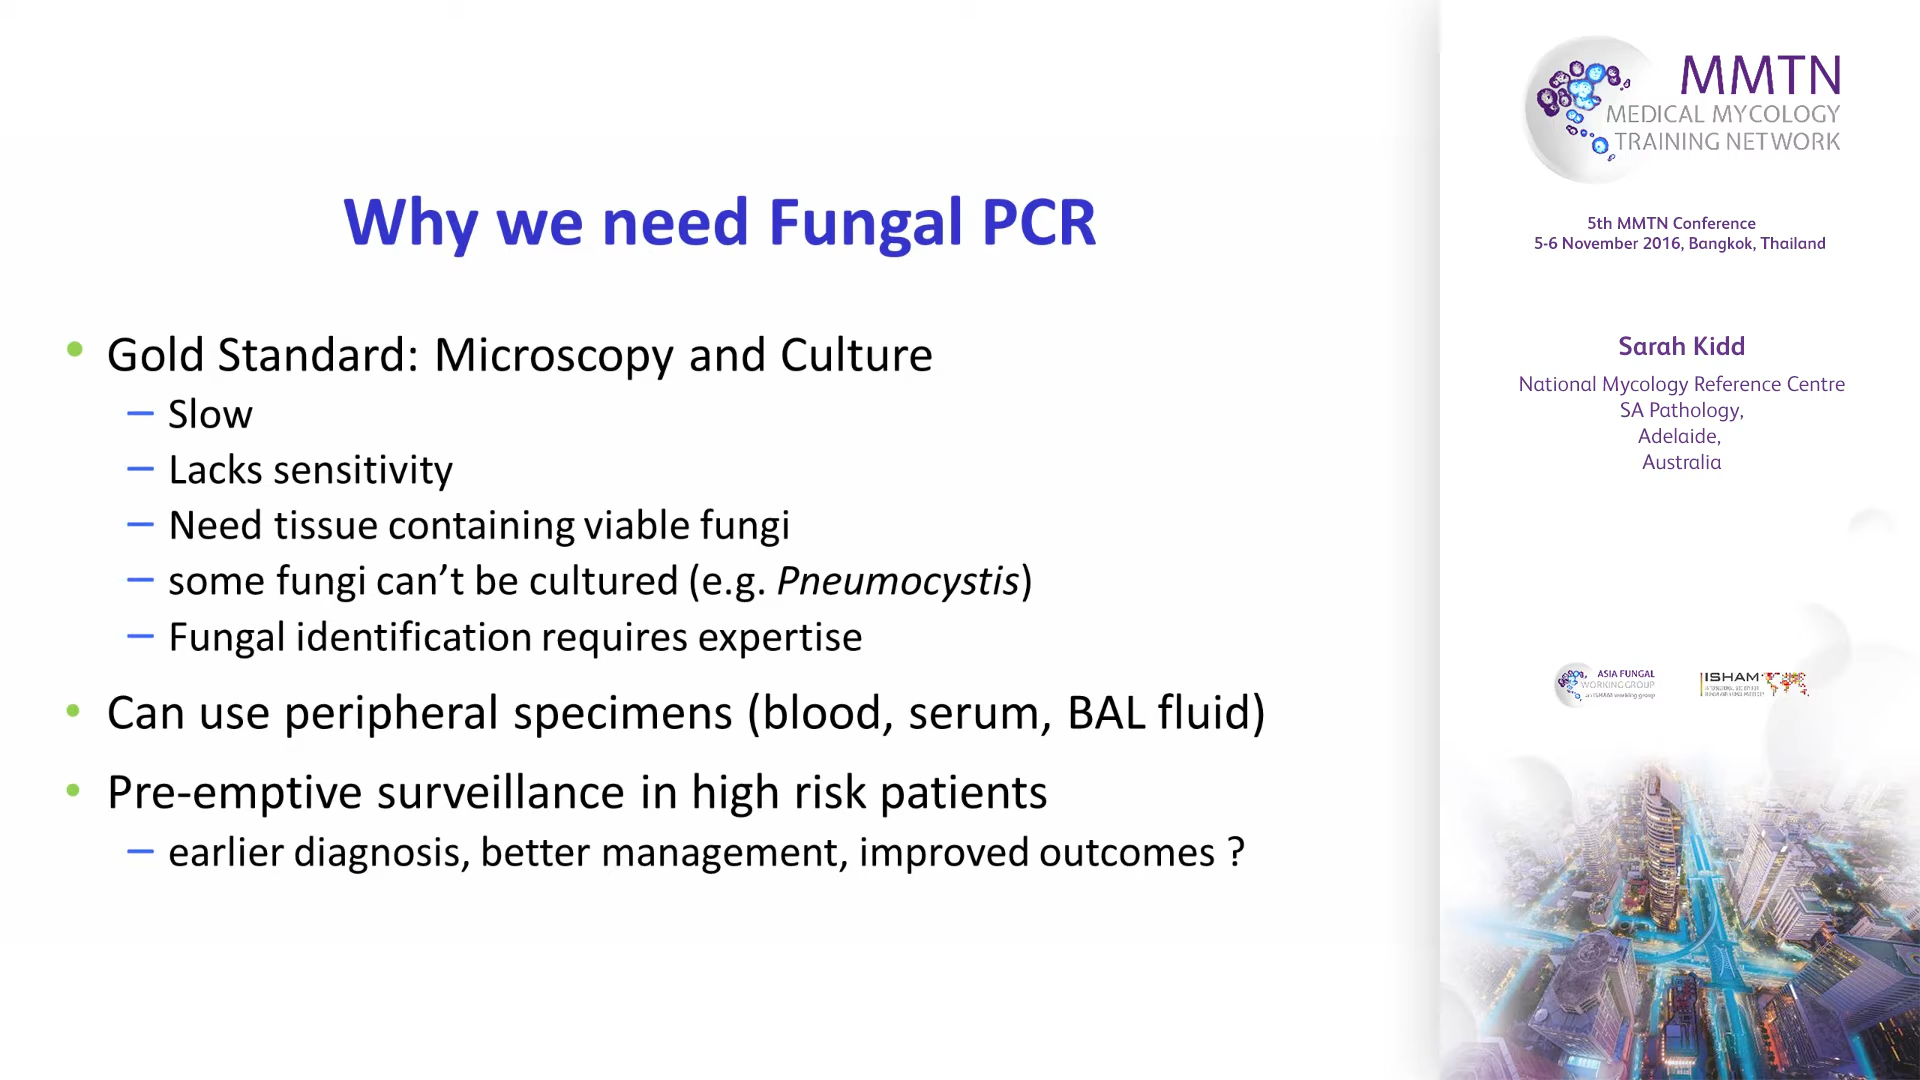 Why we need Fungal PCR
• Gold Standard: Microscopy and Culture
– Slow
– Lacks sensitivity
– Need tissue containing viable fungi
– some fungi can’t be cultured (e.g. Pneumocystis)
– Fungal identification requires expertise
• Can use peripheral specimens (blood, serum, BAL fluid)
• Pre-emptive surveillance in high risk patients
– earlier diagnosis, better management, improved outcomes ?
MMTN
MEDICAL MYCOLOGY
TRAINING NETWORK
5th MMTN Conference
5-6 November 2016, Bangkok, Thailand
Sarah Kidd
National Mycology Reference Centre
SA Pathology,
Adelaide,
Australia
ASIA FUNGAL
WORKING GROUP
an ISHAM working group
ISHAM